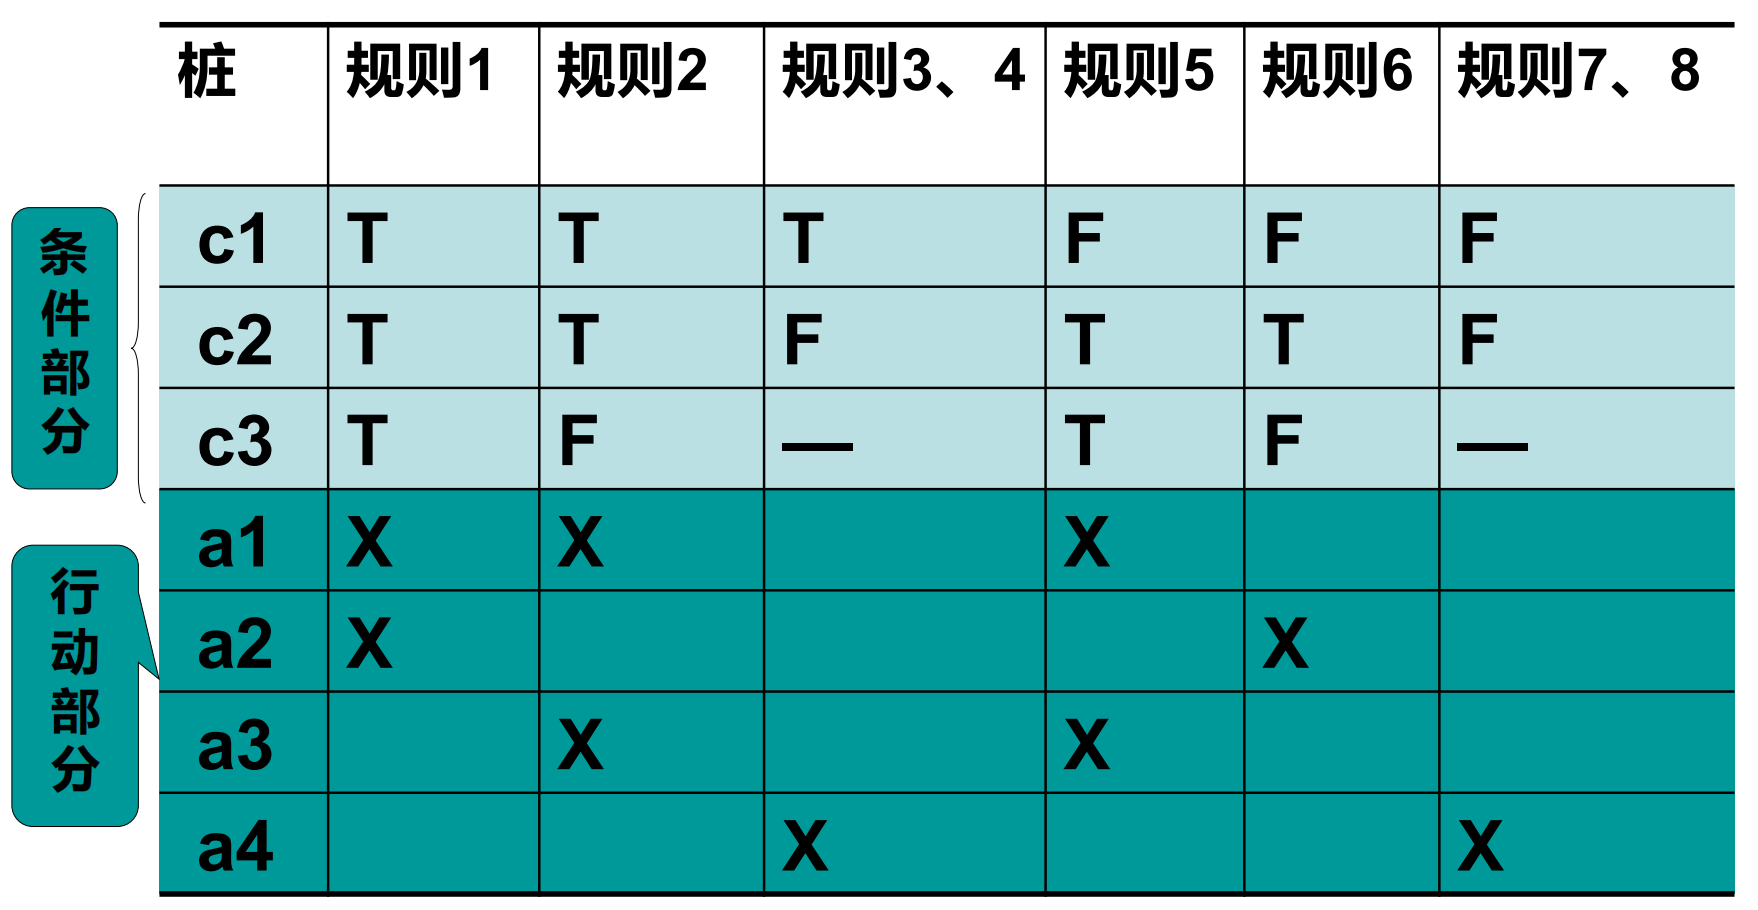 桩 规则1 规则2 规则3、4 规则5 规则6 规则7、8
条件部分
c1 T T T F F F
c2 T T F T T F
c3 T F — T F —
行动部分
a1 X X X
a2 X X
a3 X X
a4 X X